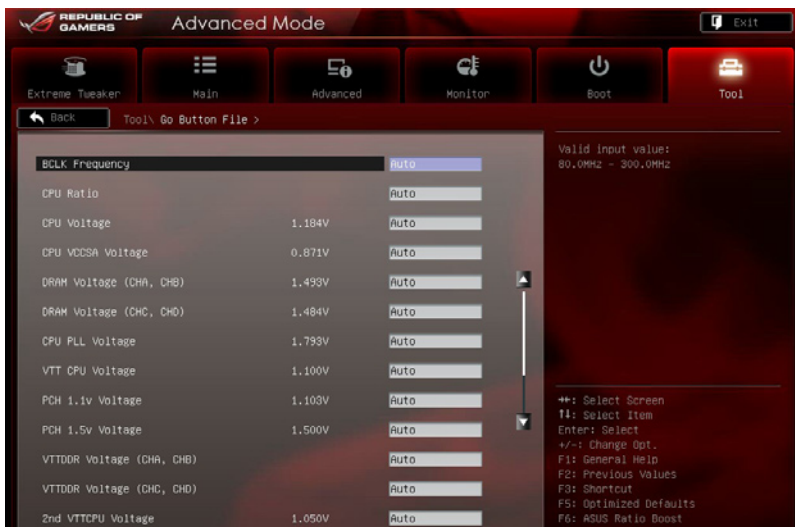 REPUBLIC OF
GAMERS
Advanced Mode
Exit
Extreme Tweaker
Main
Advanced
Monitor
Boot
Tool
Back
Tool\ Go Button File >
BCLK Frequency Auto
CPU Ratio Auto
CPU Voltage 1.184V Auto
CPU VCCSA Voltage 0.871V Auto
DRAM Voltage (CHA, CHB) 1.493V Auto
DRAM Voltage (CHC, CHD) 1.484V Auto
CPU PLL Voltage 1.793V Auto
VTT CPU Voltage 1.100V Auto
PCH 1.1v Voltage 1.103V Auto
PCH 1.5v Voltage 1.500V Auto
VTTDDR Voltage (CHA, CHB) Auto
VTTDDR Voltage (CHC, CHD) Auto
2nd VTTCPU Voltage 1.050V Auto
Valid input value:
80.0MHz - 300.0MHz
→←: Select Screen
↑↓: Select Item
Enter: Select
+/-: Change Opt.
F1: General Help
F2: Previous Values
F3: Shortcut
F5: Optimized Defaults
F6: ASUS Ratio Boost